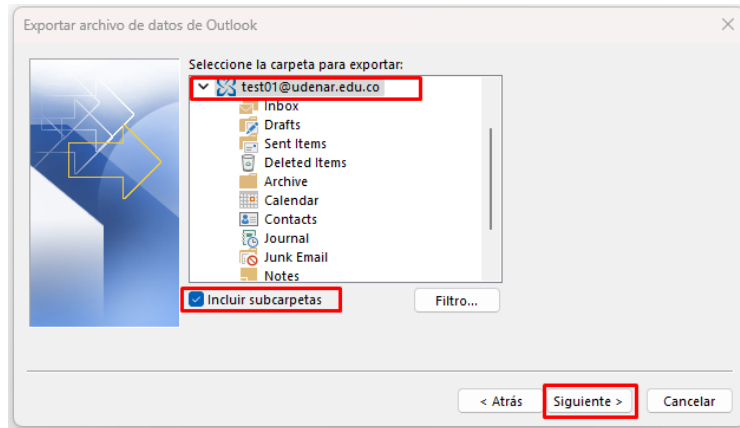 Exportar archivo de datos de Outlook
Seleccione la carpeta para exportar:
test01@udenar.edu.co
Inbox
Drafts
Sent Items
Deleted Items
Archive
Calendar
Contacts
Journal
Junk Email
Notes
Incluir subcarpetas
Filtro...
< Atrás Siguiente > Cancelar